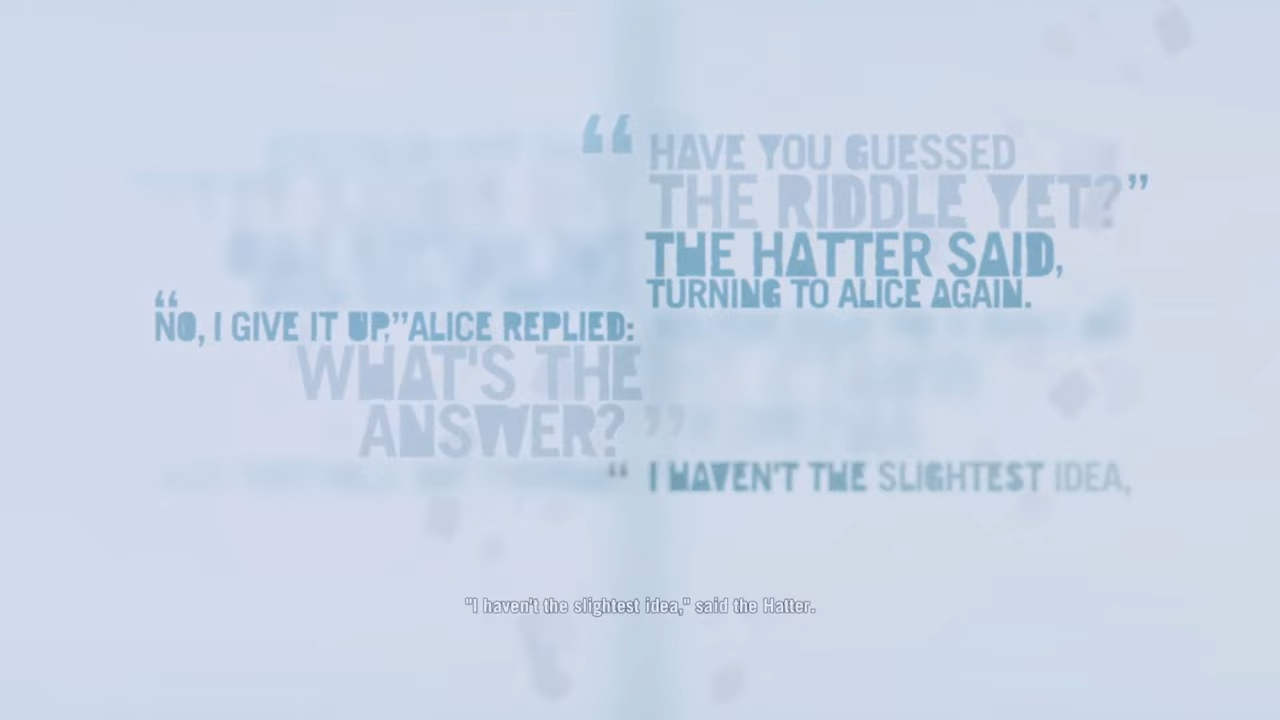 “ HAVE YOU GUESSED
THE RIDDLE YET?”
THE HATTER SAID,
TURNING TO ALICE AGAIN.
“NO, I GIVE IT UP,” ALICE REPLIED:
WHAT'S THE
ANSWER? ”
“ I HAVEN'T THE SLIGHTEST IDEA,
"I haven't the slightest idea," said the Hatter.